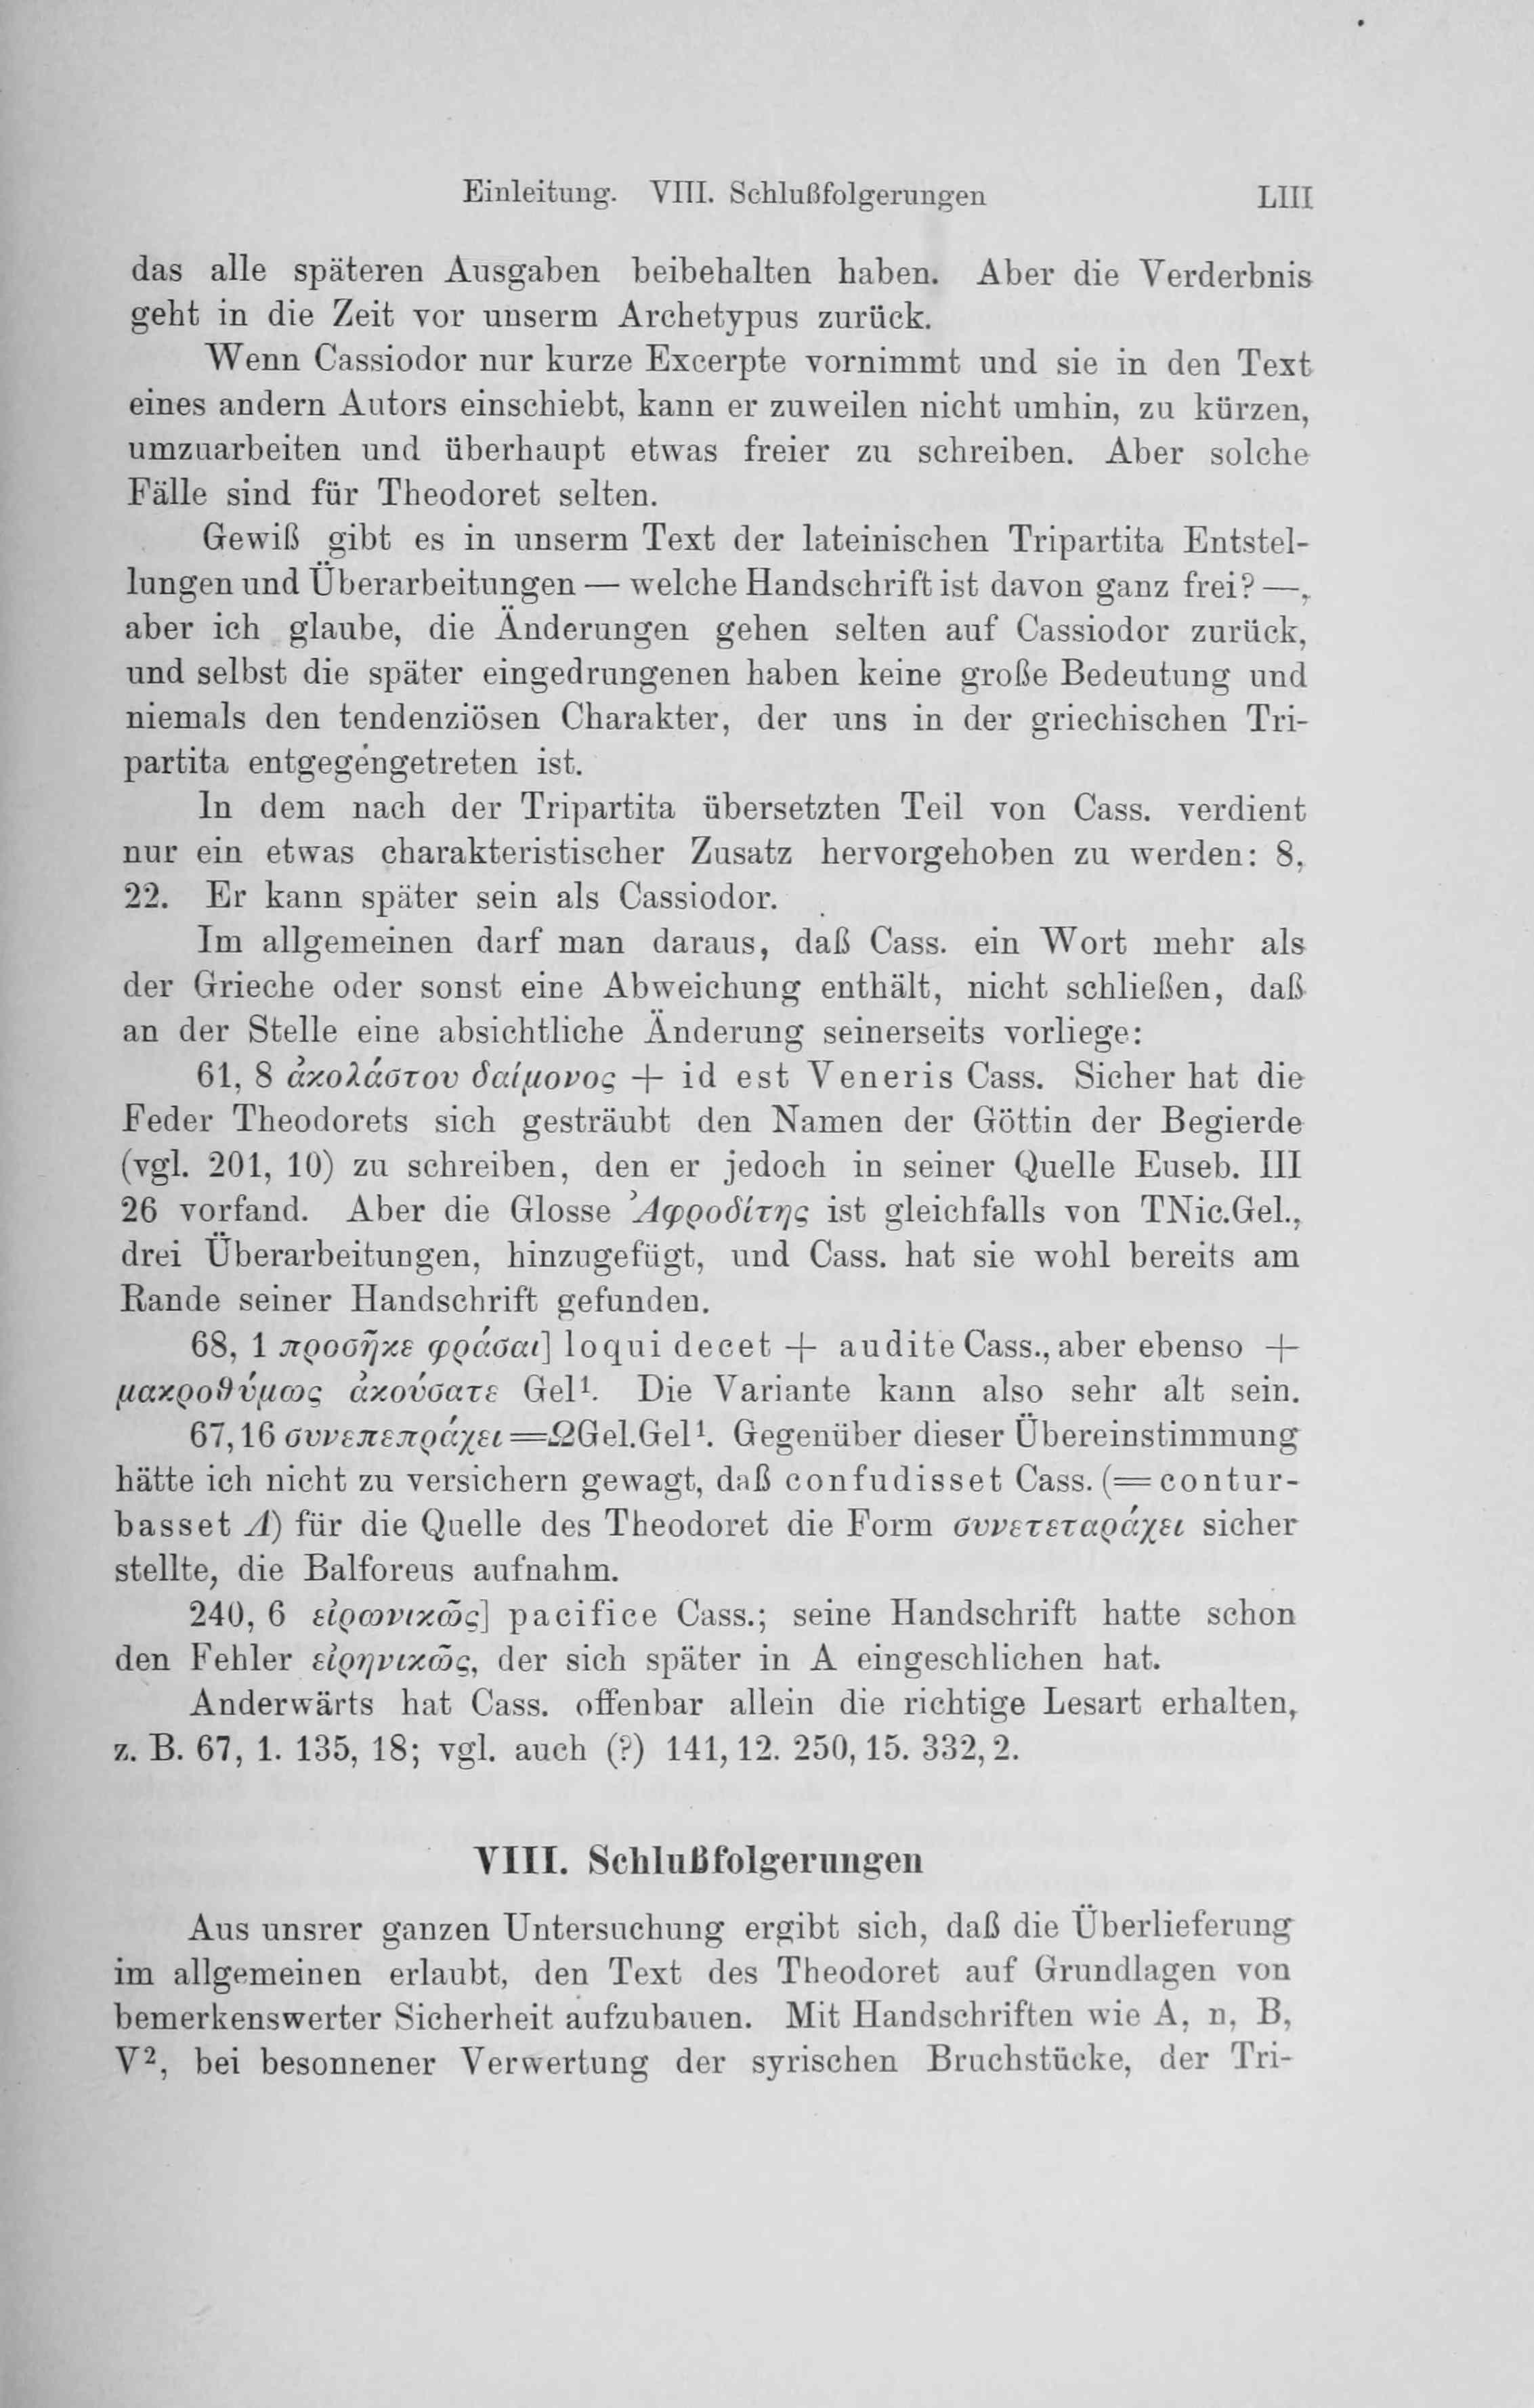 Einleitung. VIII. Schlußfolgerungen LIII
das alle späteren Ausgaben beibehalten haben. Aber die Verderbnis
geht in die Zeit vor unserm Archetypus zurück.
Wenn Cassiodor nur kurze Excerpte vornimmt und sie in den Text
eines andern Autors einschiebt, kann er zuweilen nicht umhin, zu kürzen,
umzuarbeiten und überhaupt etwas freier zu schreiben. Aber solche
Fälle sind für Theodoret selten.
Gewiß gibt es in unserm Text der lateinischen Tripartita Entstel-
lungen und Überarbeitungen — welche Handschrift ist davon ganz frei? —,
aber ich glaube, die Änderungen gehen selten auf Cassiodor zurück,
und selbst die später eingedrungenen haben keine große Bedeutung und
niemals den tendenziösen Charakter, der uns in der griechischen Tri-
partita entgegengetreten ist.
In dem nach der Tripartita übersetzten Teil von Cass. verdient
nur ein etwas charakteristischer Zusatz hervorgehoben zu werden: 8,
22. Er kann später sein als Cassiodor.
Im allgemeinen darf man daraus, daß Cass. ein Wort mehr als
der Grieche oder sonst eine Abweichung enthält, nicht schließen, daß
an der Stelle eine absichtliche Änderung seinerseits vorliege:
61, 8 ἀκολάστου δαίμονος + id est Veneris Cass. Sicher hat die
Feder Theodorets sich gesträubt den Namen der Göttin der Begierde
(vgl. 201, 10) zu schreiben, den er jedoch in seiner Quelle Euseb. III
26 vorfand. Aber die Glosse Ἀφροδίτης ist gleichfalls von TNic.Gel.,
drei Überarbeitungen, hinzugefügt, und Cass. hat sie wohl bereits am
Rande seiner Handschrift gefunden.
68, 1 προσῆκε φράσαι] loqui decet + audite Cass., aber ebenso +
μακροθύμως ἀκούσατε Gel¹. Die Variante kann also sehr alt sein.
67,16 συνεπεπράχει = ΩGel.Gel¹. Gegenüber dieser Übereinstimmung
hätte ich nicht zu versichern gewagt, daß confudisset Cass. (= contur-
basset Λ) für die Quelle des Theodoret die Form συνετεταράχει sicher
stellte, die Balforeus aufnahm.
240, 6 εἰρωνικῶς] pacifice Cass.; seine Handschrift hatte schon
den Fehler εἰρηνικῶς, der sich später in A eingeschlichen hat.
Anderwärts hat Cass. offenbar allein die richtige Lesart erhalten,
z. B. 67, 1. 135, 18; vgl. auch (?) 141, 12. 250, 15. 332, 2.
VIII. Schlußfolgerungen
Aus unsrer ganzen Untersuchung ergibt sich, daß die Überlieferung
im allgemeinen erlaubt, den Text des Theodoret auf Grundlagen von
bemerkenswerter Sicherheit aufzubauen. Mit Handschriften wie A, n, B,
V², bei besonnener Verwertung der syrischen Bruchstücke, der Tri-